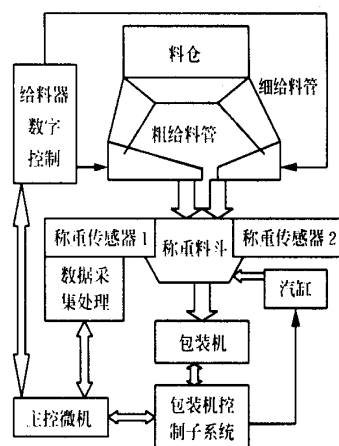 料仓
给料器
数字
控制
细给料管
粗给料管
称重传感器1
称重料斗
称重传感器2
数据采
集处理
汽缸
包装机
主控微机
包装机控
制子系统